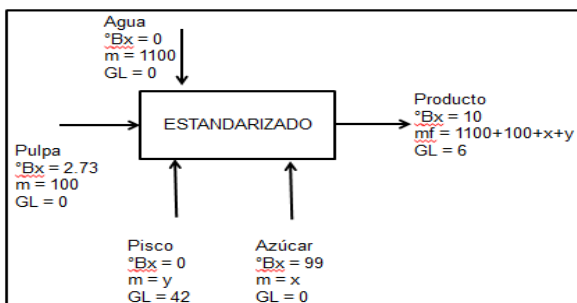 Agua
°Bx = 0
m = 1100
GL = 0
ESTANDARIZADO
Producto
°Bx = 10
mf = 1100+100+x+y
GL = 6
Pulpa
°Bx = 2.73
m = 100
GL = 0
Pisco
°Bx = 0
m = y
GL = 42
Azúcar
°Bx = 99
m = x
GL = 0